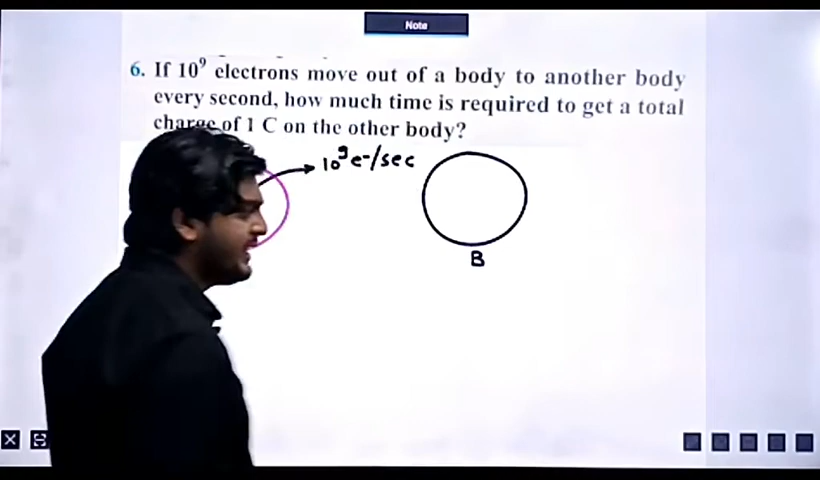 Note
6. If 10⁹ electrons move out of a body to another body
every second, how much time is required to get a total
charge of 1 C on the other body?
10⁹e-/sec
B